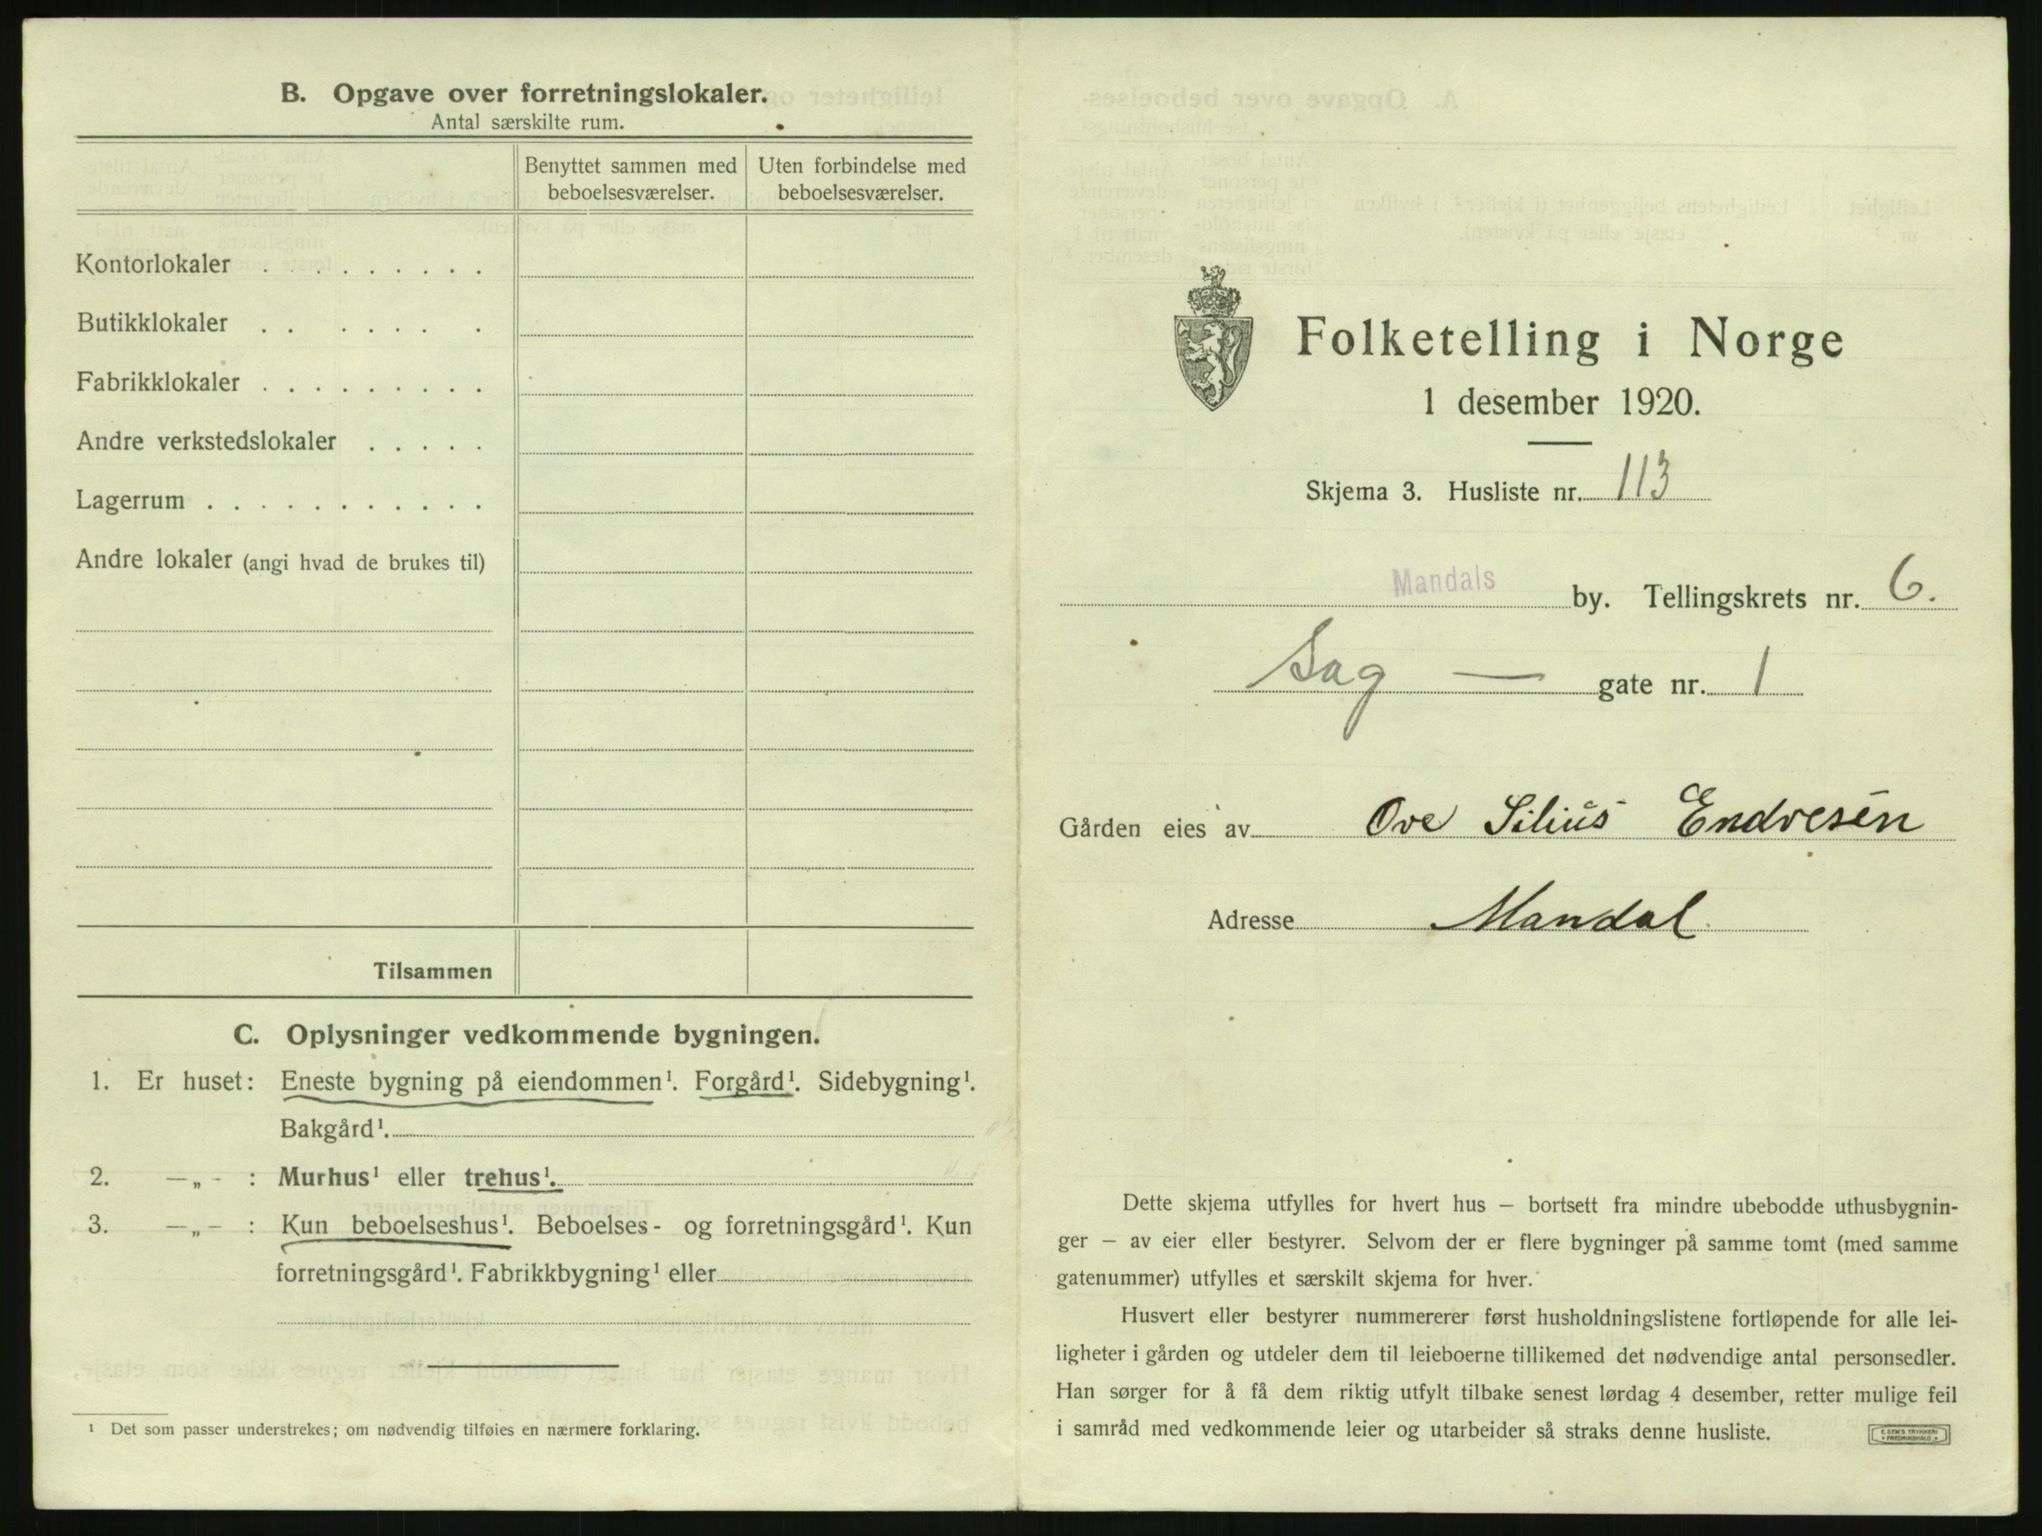 B. Opgave over forretningslokaler.
Antal særskilte rum.
Benyttet sammen med beboelsesværelser.
Uten forbindelse med beboelsesværelser.
Kontorlokaler . . . . . . . . .
Butikklokaler . . . . . . .
Fabrikklokaler . . . . . . . . .
Andre verkstedslokaler . . . . .
Lagerrum . . . . . . . . . . .
Andre lokaler (angi hvad de brukes til)
Tilsammen
C. Oplysninger vedkommende bygningen.
1. Er huset: Eneste bygning på eiendommen¹. Forgård¹. Sidebygning¹.
Bakgård¹.
2. —„— : Murhus¹ eller trehus¹.
3. —„— : Kun beboelseshus¹. Beboelses- og forretningsgård¹. Kun
forretningsgård¹. Fabrikkbygning¹ eller
¹ Det som passer understrekes; om nødvendig tilføies en nærmere forklaring.
Folketelling i Norge
1 desember 1920.
Skjema 3. Husliste nr. 113
Mandals by. Tellingskrets nr. 6.
Sag — gate nr. 1
Gården eies av Ove Silius Endresen
Adresse Mandal
Dette skjema utfylles for hvert hus — bortsett fra mindre ubebodde uthusbygnin-
ger — av eier eller bestyrer. Selvom der er flere bygninger på samme tomt (med samme
gatenummer) utfylles et særskilt skjema for hver.
Husvert eller bestyrer nummererer først husholdningslistene fortløpende for alle lei-
ligheter i gården og utdeler dem til leieboerne tillikemed det nødvendige antal personsedler.
Han sørger for å få dem riktig utfylt tilbake senest lørdag 4 desember, retter mulige feil
i samråd med vedkommende leier og utarbeider så straks denne husliste.
E. SEM'S TRYKKERI
FREDRIKSHALD